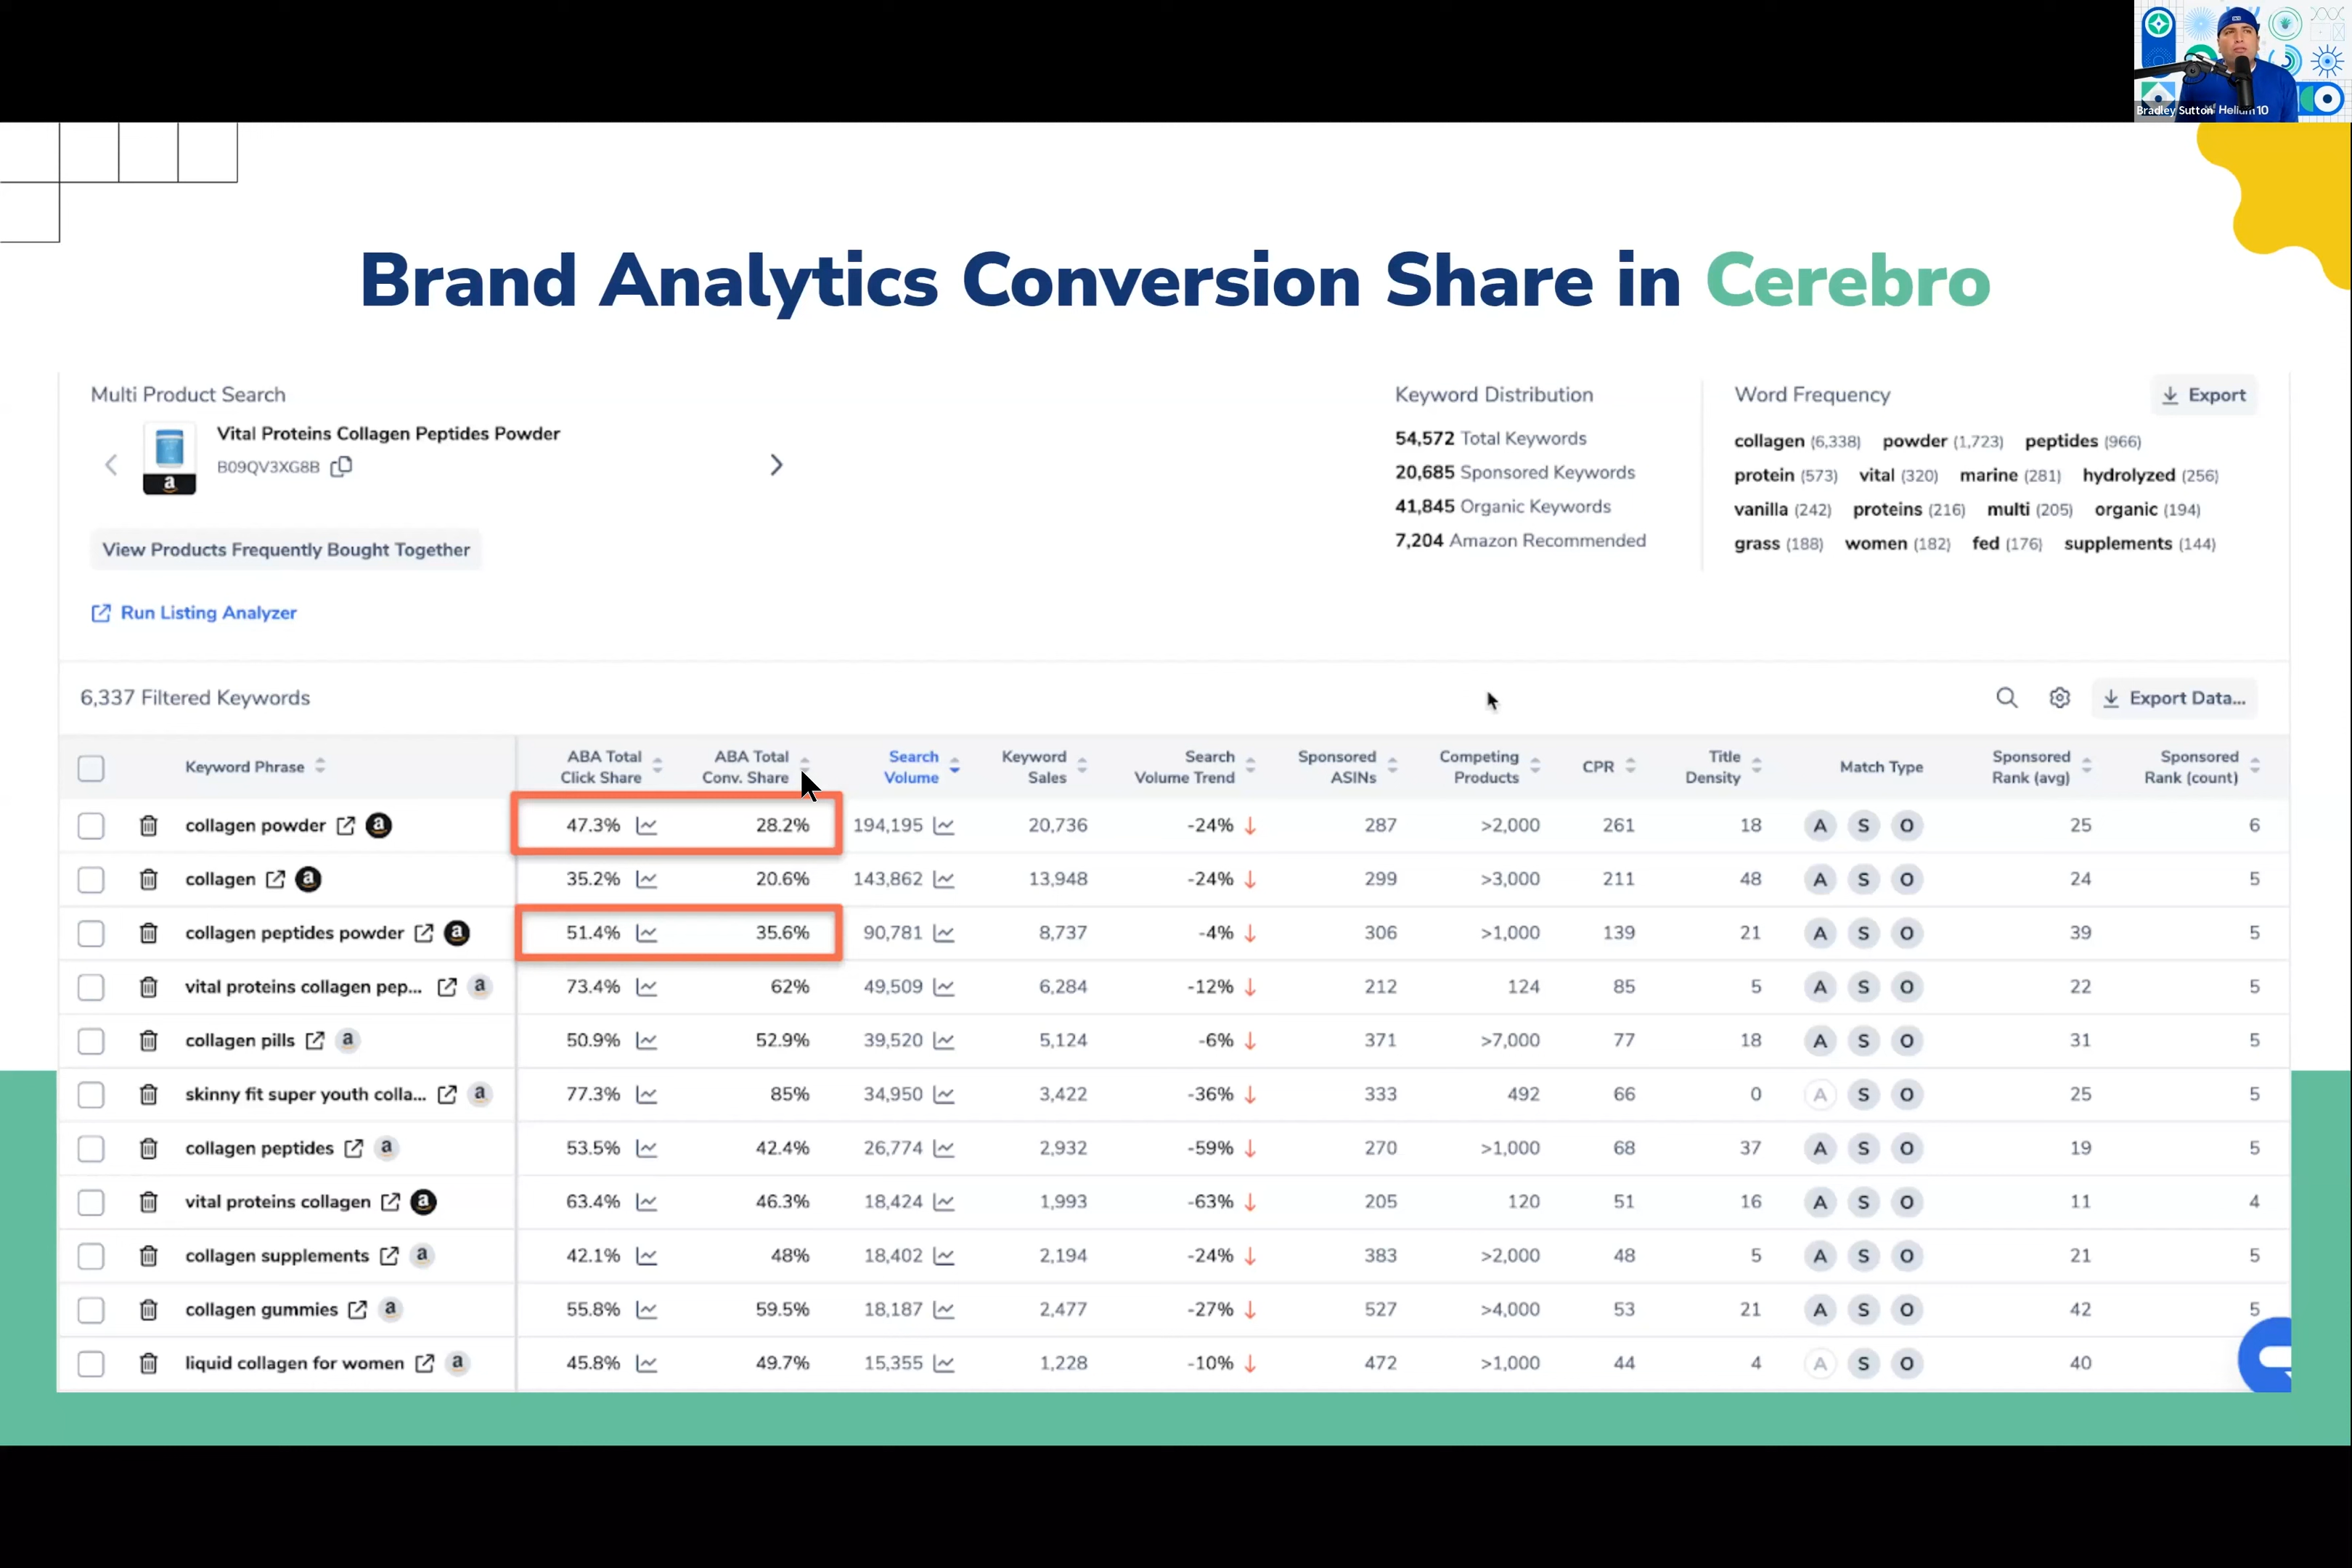 Bradley Sutton Helium 10
Brand Analytics Conversion Share in Cerebro
Multi Product Search
Vital Proteins Collagen Peptides Powder
B09QV3XG8B
View Products Frequently Bought Together
Run Listing Analyzer
Keyword Distribution
54,572 Total Keywords
20,685 Sponsored Keywords
41,845 Organic Keywords
7,204 Amazon Recommended
Word Frequency
Export
collagen (6,338) powder (1,723) peptides (966)
protein (573) vital (320) marine (281) hydrolyzed (256)
vanilla (242) proteins (216) multi (205) organic (194)
grass (188) women (182) fed (176) supplements (144)
6,337 Filtered Keywords
Export Data...
Keyword Phrase ABA Total Click Share ABA Total Conv. Share Search Volume Keyword Sales Search Volume Trend Sponsored ASINs Competing Products CPR Title Density Match Type Sponsored Rank (avg) Sponsored Rank (count)
collagen powder a 47.3% 28.2% 194,195 20,736 -24% 287 >2,000 261 18 A S O 25 6
collagen a 35.2% 20.6% 143,862 13,948 -24% 299 >3,000 211 48 A S O 24 5
collagen peptides powder a 51.4% 35.6% 90,781 8,737 -4% 306 >1,000 139 21 A S O 39 5
vital proteins collagen pep... a 73.4% 62% 49,509 6,284 -12% 212 124 85 5 A S O 22 5
collagen pills a 50.9% 52.9% 39,520 5,124 -6% 371 >7,000 77 18 A S O 31 5
skinny fit super youth colla... a 77.3% 85% 34,950 3,422 -36% 333 492 66 0 A S O 25 5
collagen peptides a 53.5% 42.4% 26,774 2,932 -59% 270 >1,000 68 37 A S O 19 5
vital proteins collagen a 63.4% 46.3% 18,424 1,993 -63% 205 120 51 16 A S O 11 4
collagen supplements a 42.1% 48% 18,402 2,194 -24% 383 >2,000 48 5 A S O 21 5
collagen gummies a 55.8% 59.5% 18,187 2,477 -27% 527 >4,000 53 21 A S O 42 5
liquid collagen for women a 45.8% 49.7% 15,355 1,228 -10% 472 >1,000 44 4 A S O 40